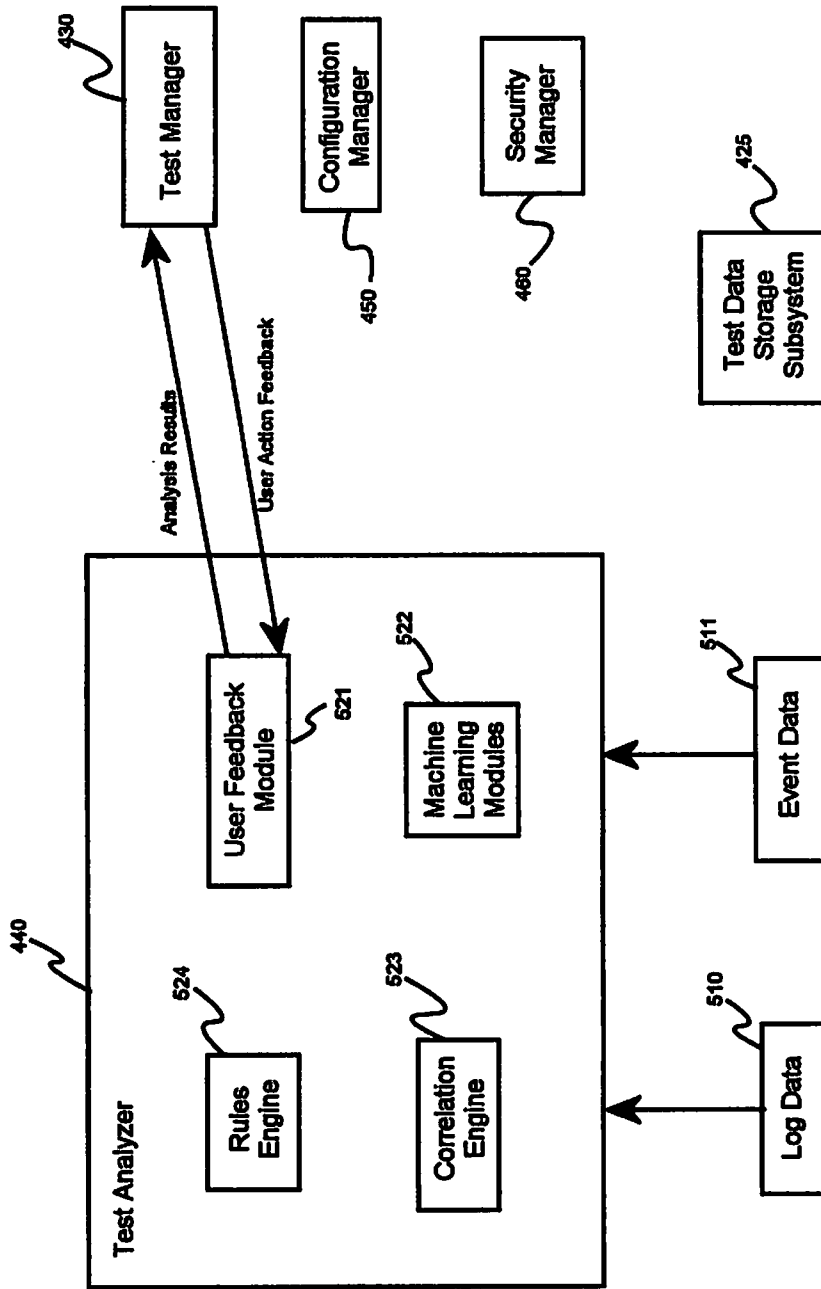 440
Test Analyzer
524
Rules
Engine
User Feedback
Module
521
523
Correlation
Engine
522
Machine
Learning
Modules
Analysis Results
User Action Feedback
430
Test Manager
450
Configuration
Manager
460
Security
Manager
510
Log Data
511
Event Data
425
Test Data
Storage
Subsystem